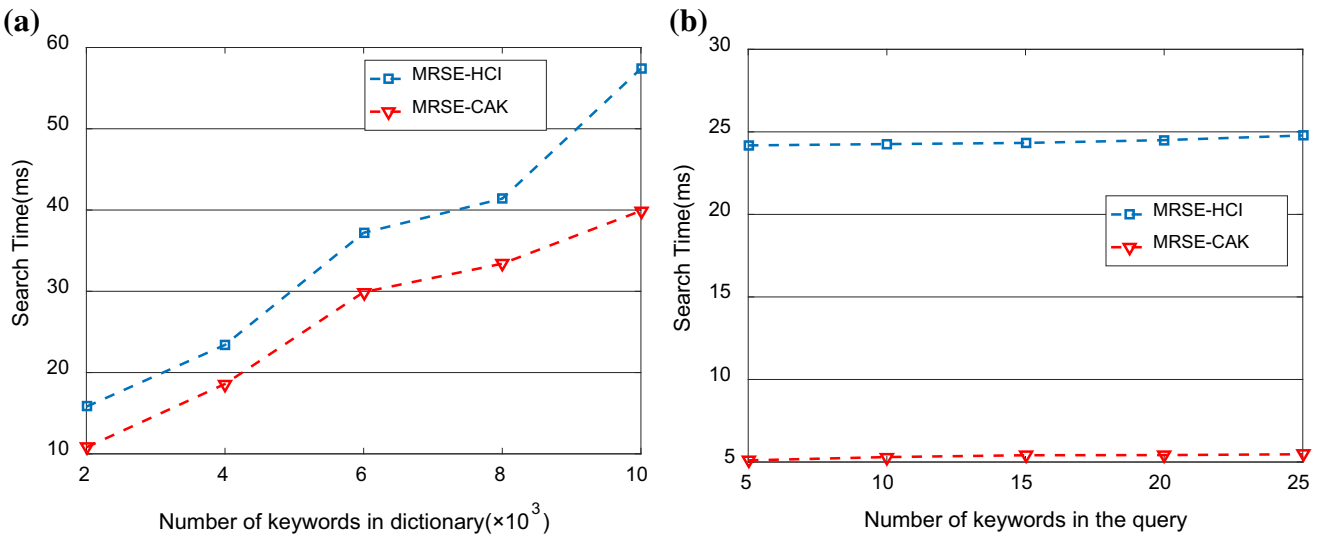 (a)
60
50
40
30
20
10
Search Time(ms)
MRSE-HCI
MRSE-CAK
2 4 6 8 10
Number of keywords in dictionary(×10³)
(b)
30
25
20
15
10
5
Search Time(ms)
MRSE-HCI
MRSE-CAK
5 10 15 20 25
Number of keywords in the query